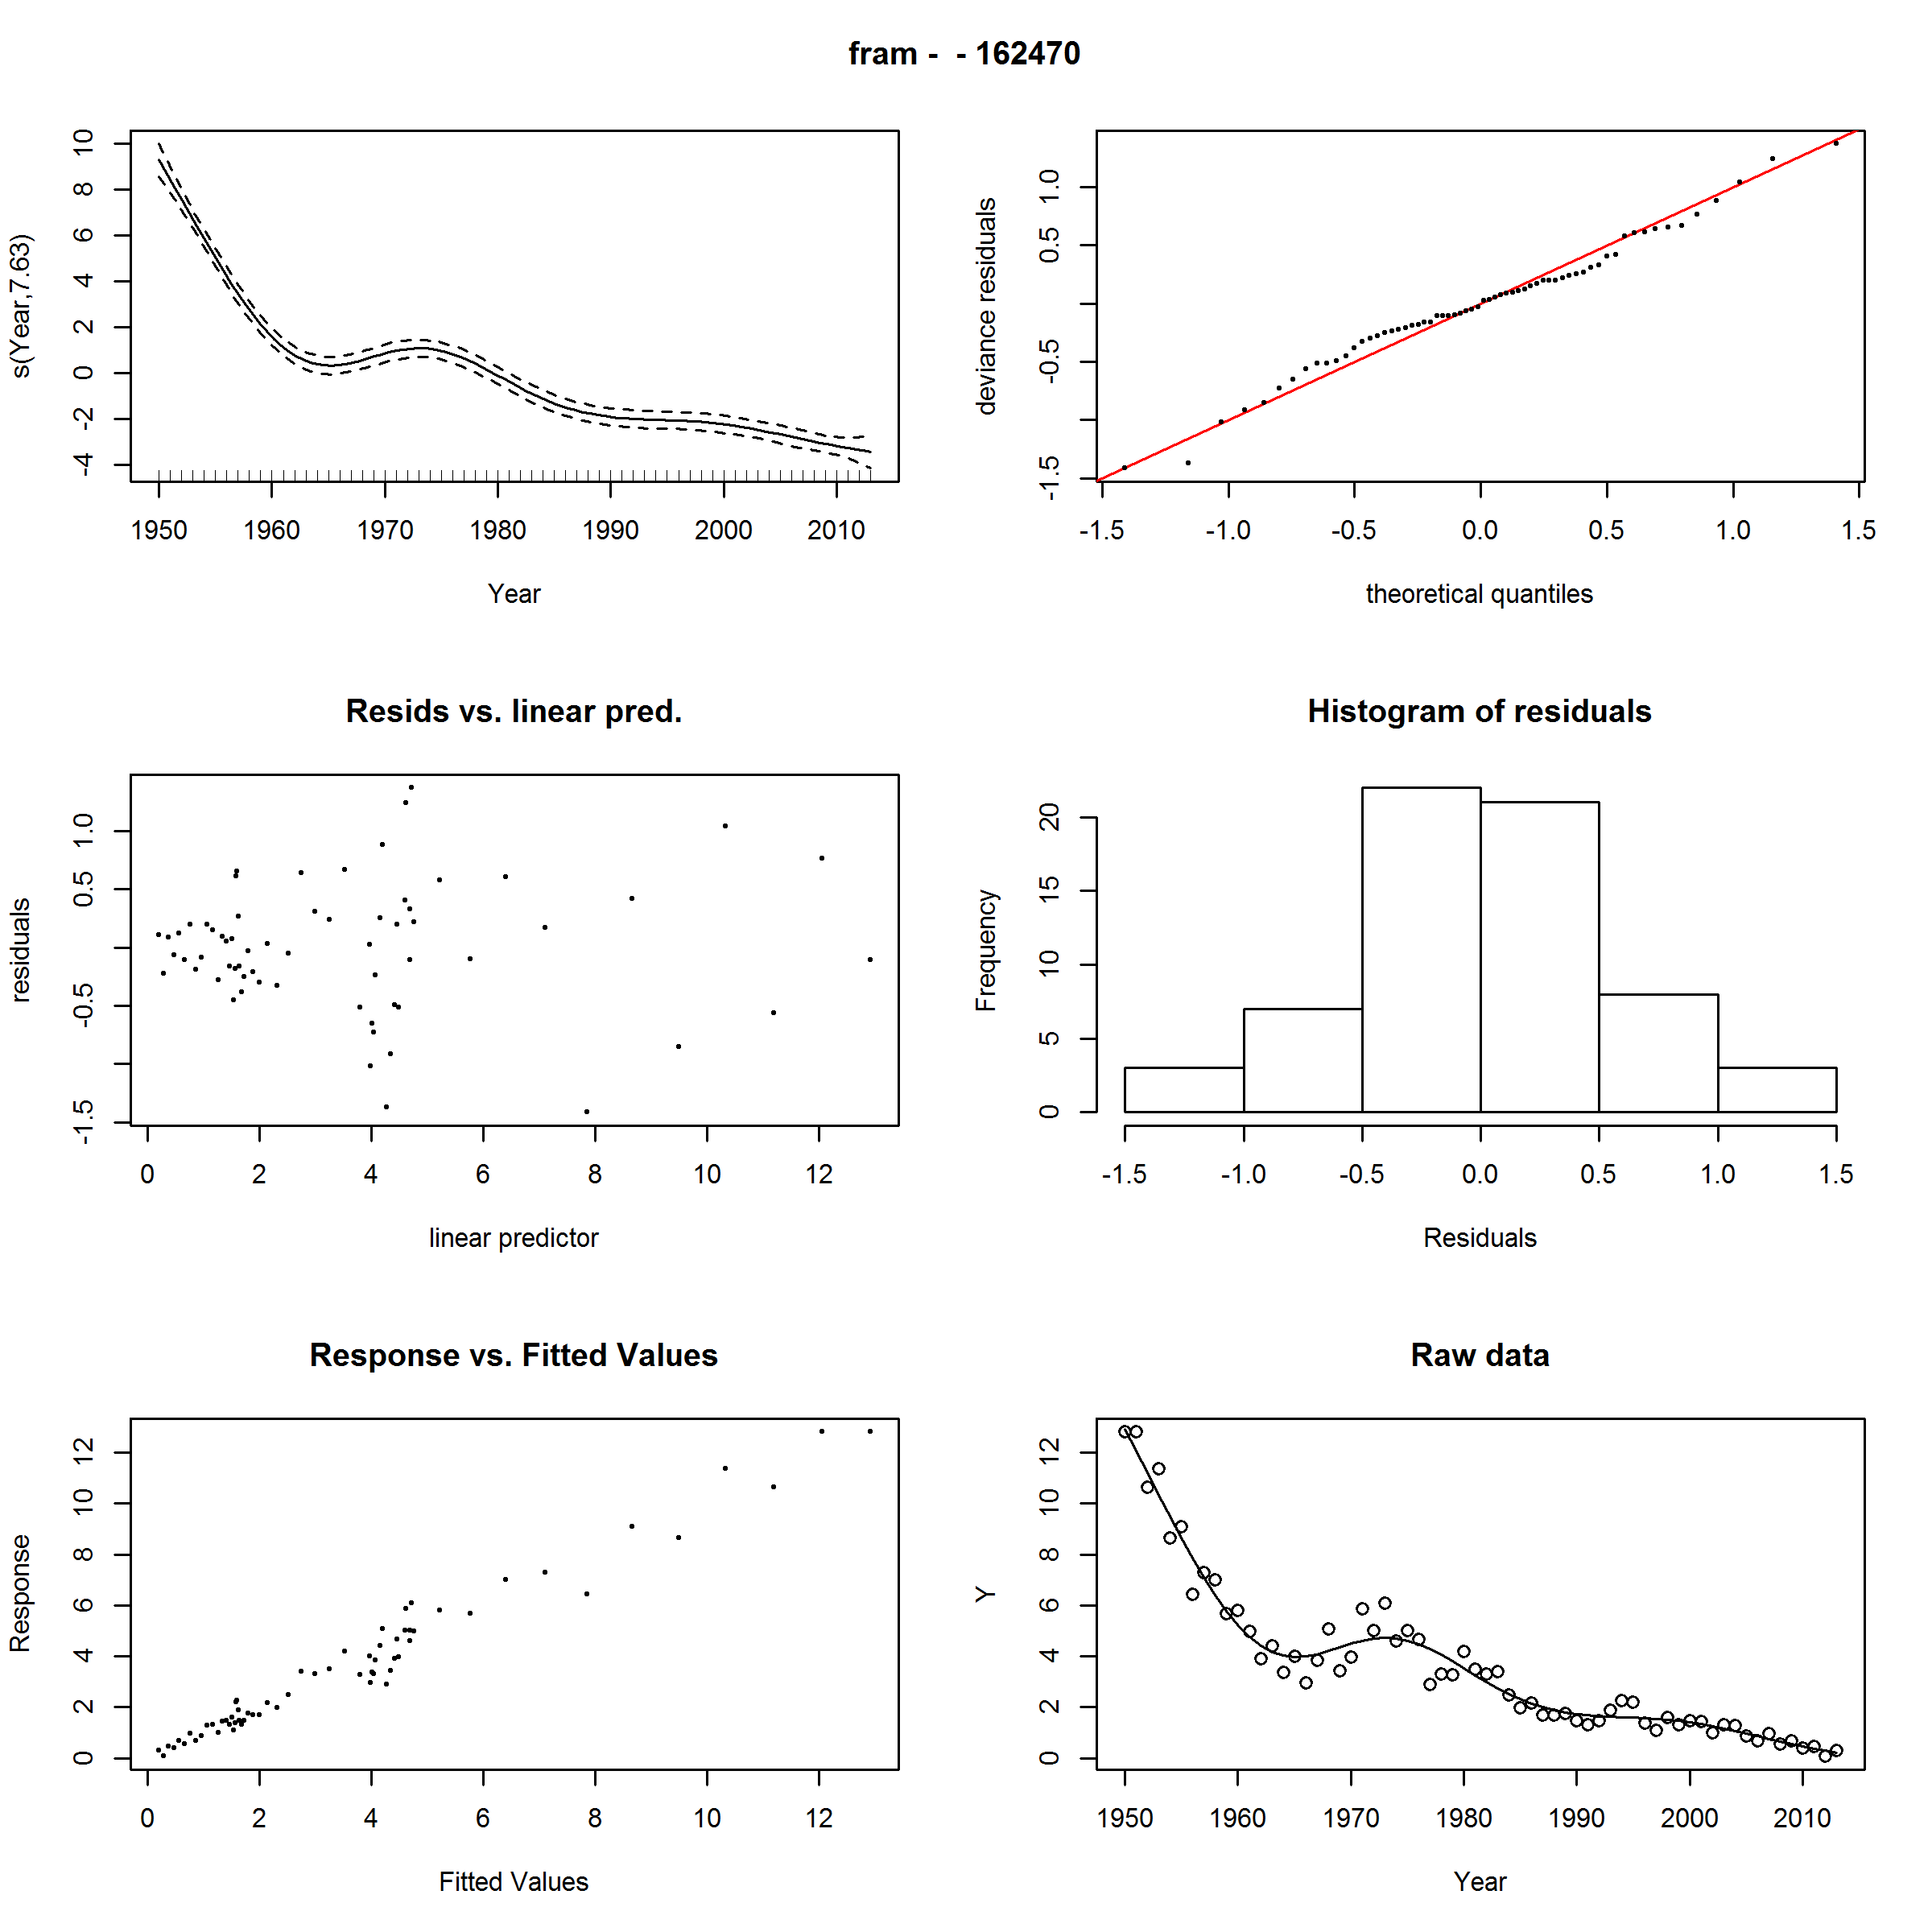 fram -  - 162470
s(Year,7.63)
10
8
6
4
2
0
-2
-4
1950 1960 1970 1980 1990 2000 2010
Year
deviance residuals
1.0
0.5
-0.5
-1.5
-1.5 -1.0 -0.5 0.0 0.5 1.0 1.5
theoretical quantiles
Resids vs. linear pred.
residuals
1.0
0.5
-0.5
-1.5
0 2 4 6 8 10 12
linear predictor
Histogram of residuals
Frequency
20
15
10
5
0
-1.5 -1.0 -0.5 0.0 0.5 1.0 1.5
Residuals
Response vs. Fitted Values
Response
12
10
8
6
4
2
0
0 2 4 6 8 10 12
Fitted Values
Raw data
Y
12
10
8
6
4
2
0
1950 1960 1970 1980 1990 2000 2010
Year